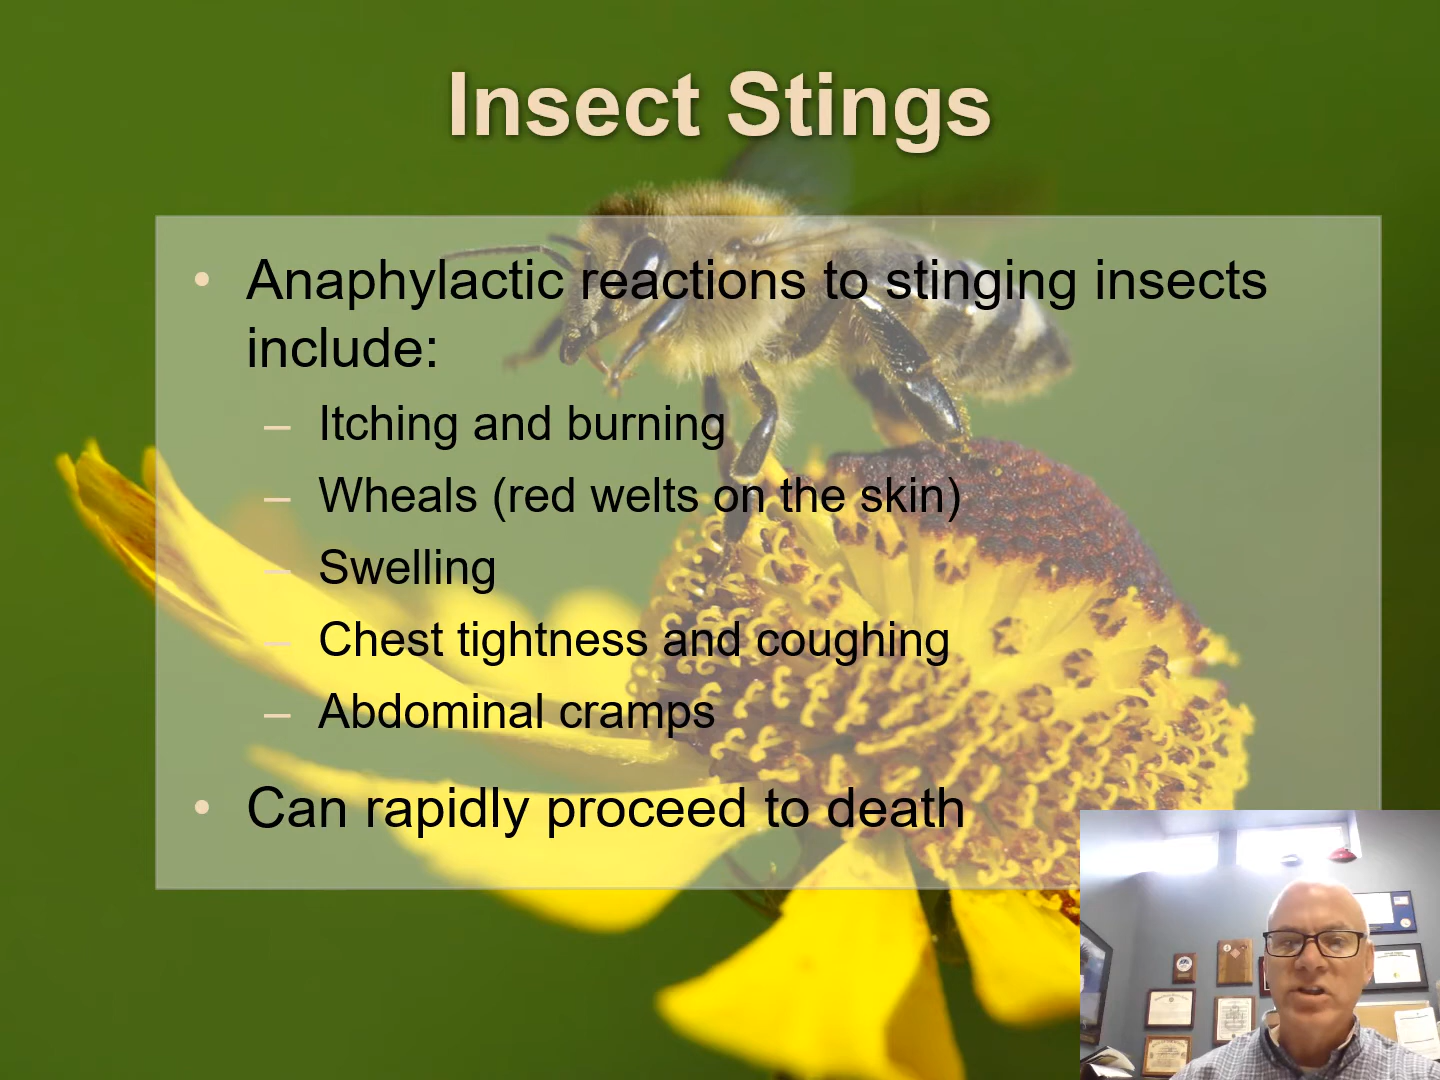 Insect Stings
• Anaphylactic reactions to stinging insects
include:
– Itching and burning
– Wheals (red welts on the skin)
– Swelling
– Chest tightness and coughing
– Abdominal cramps
• Can rapidly proceed to death